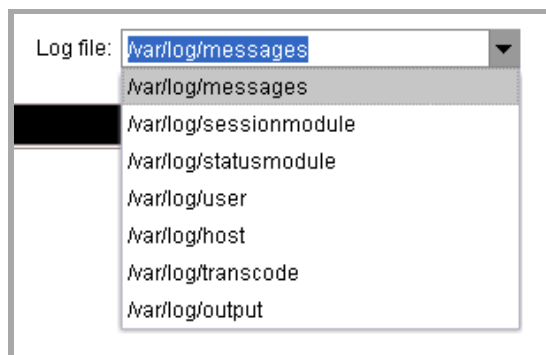 Log file: /var/log/messages
/var/log/messages
/var/log/sessionmodule
/var/log/statusmodule
/var/log/user
/var/log/host
/var/log/transcode
/var/log/output